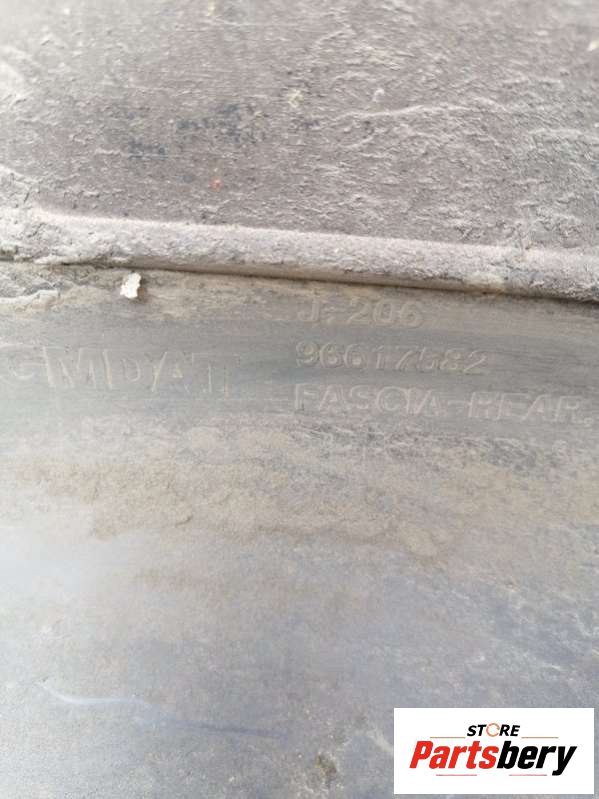 J-206
96617582
GMDAT
FASCIA-REAR.
STORE
Partsbery